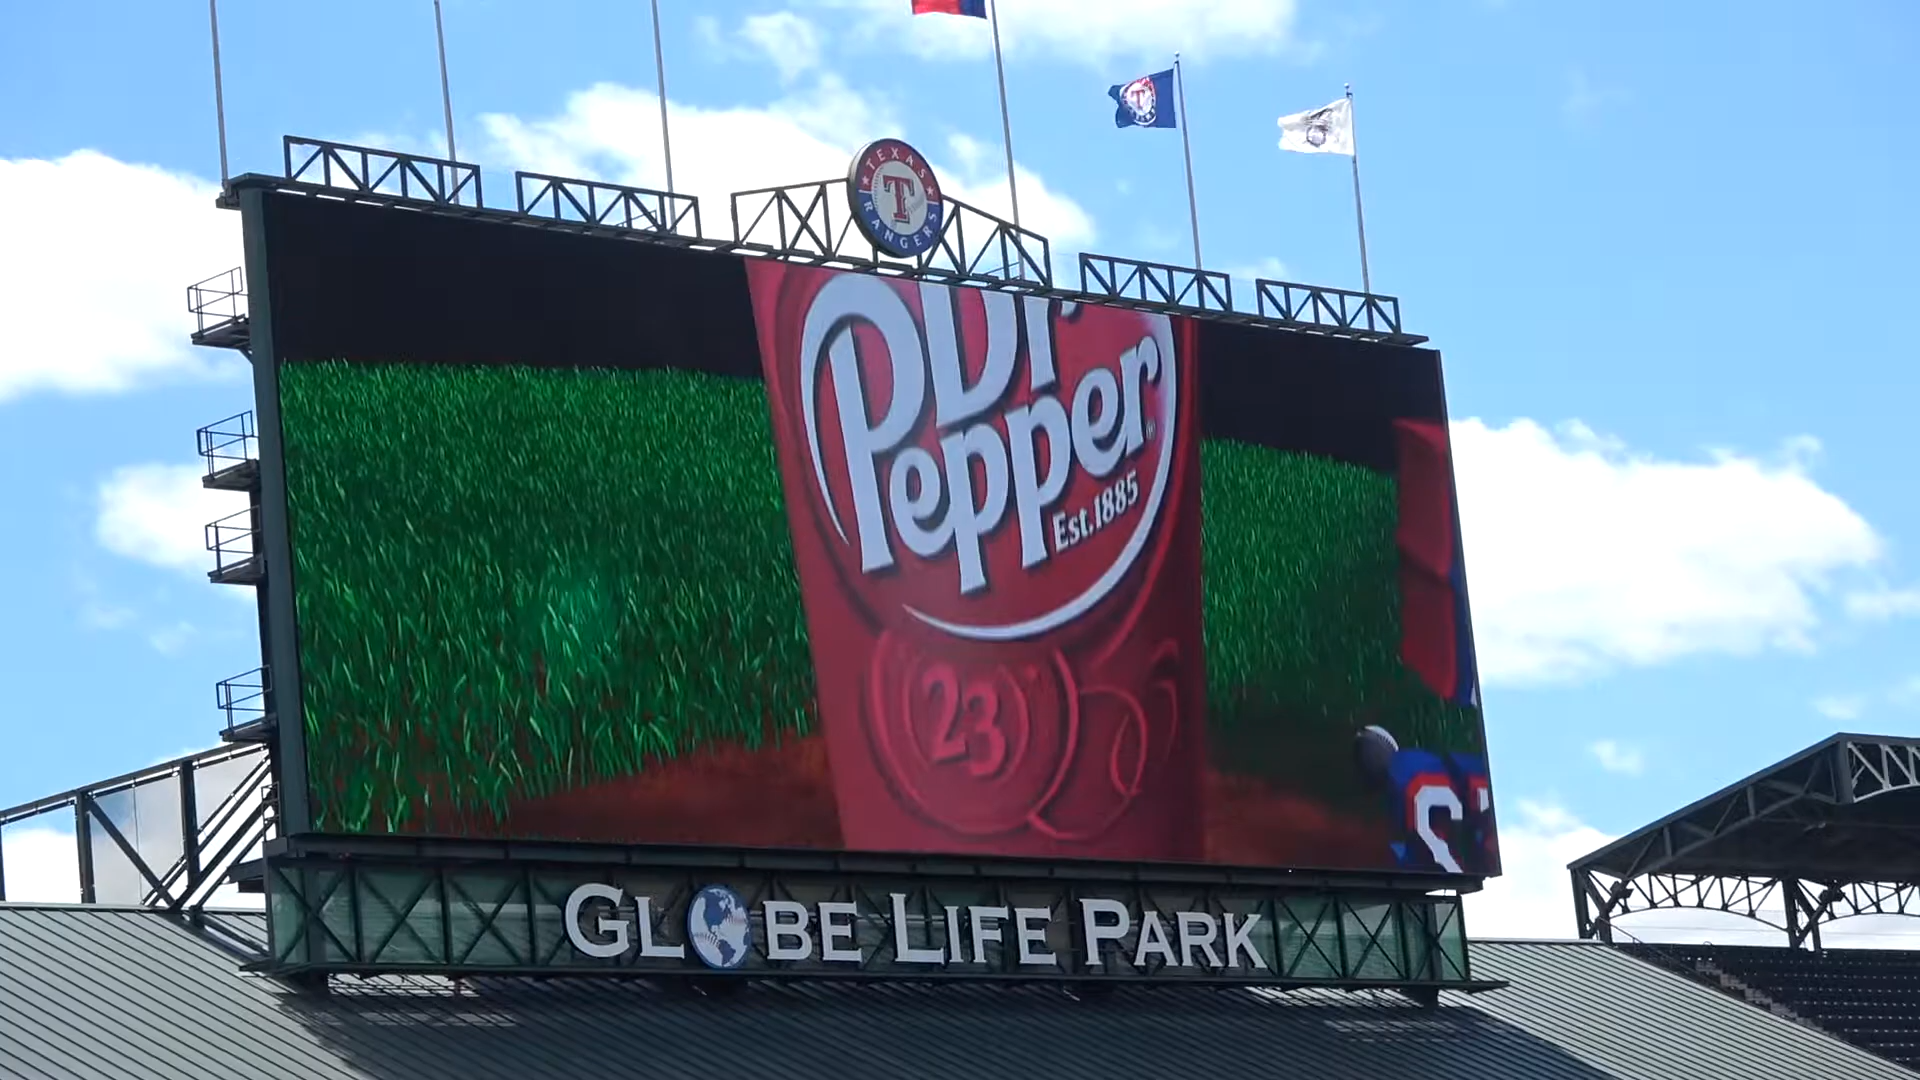 TEXAS
T
RANGERS
T
Dr
Pepper
®
Est.1885
23
GLOBE LIFE PARK